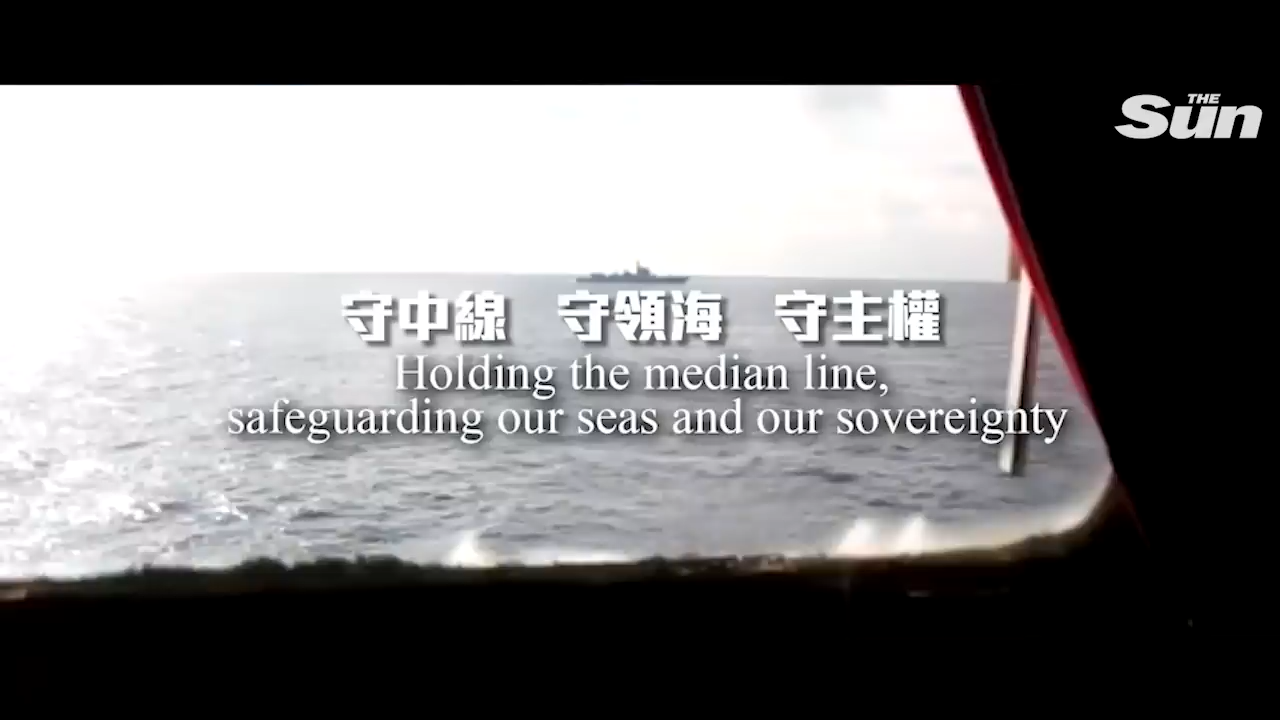 THE
Sun
守中線 守領海 守主權
Holding the median line,
safeguarding our seas and our sovereignty